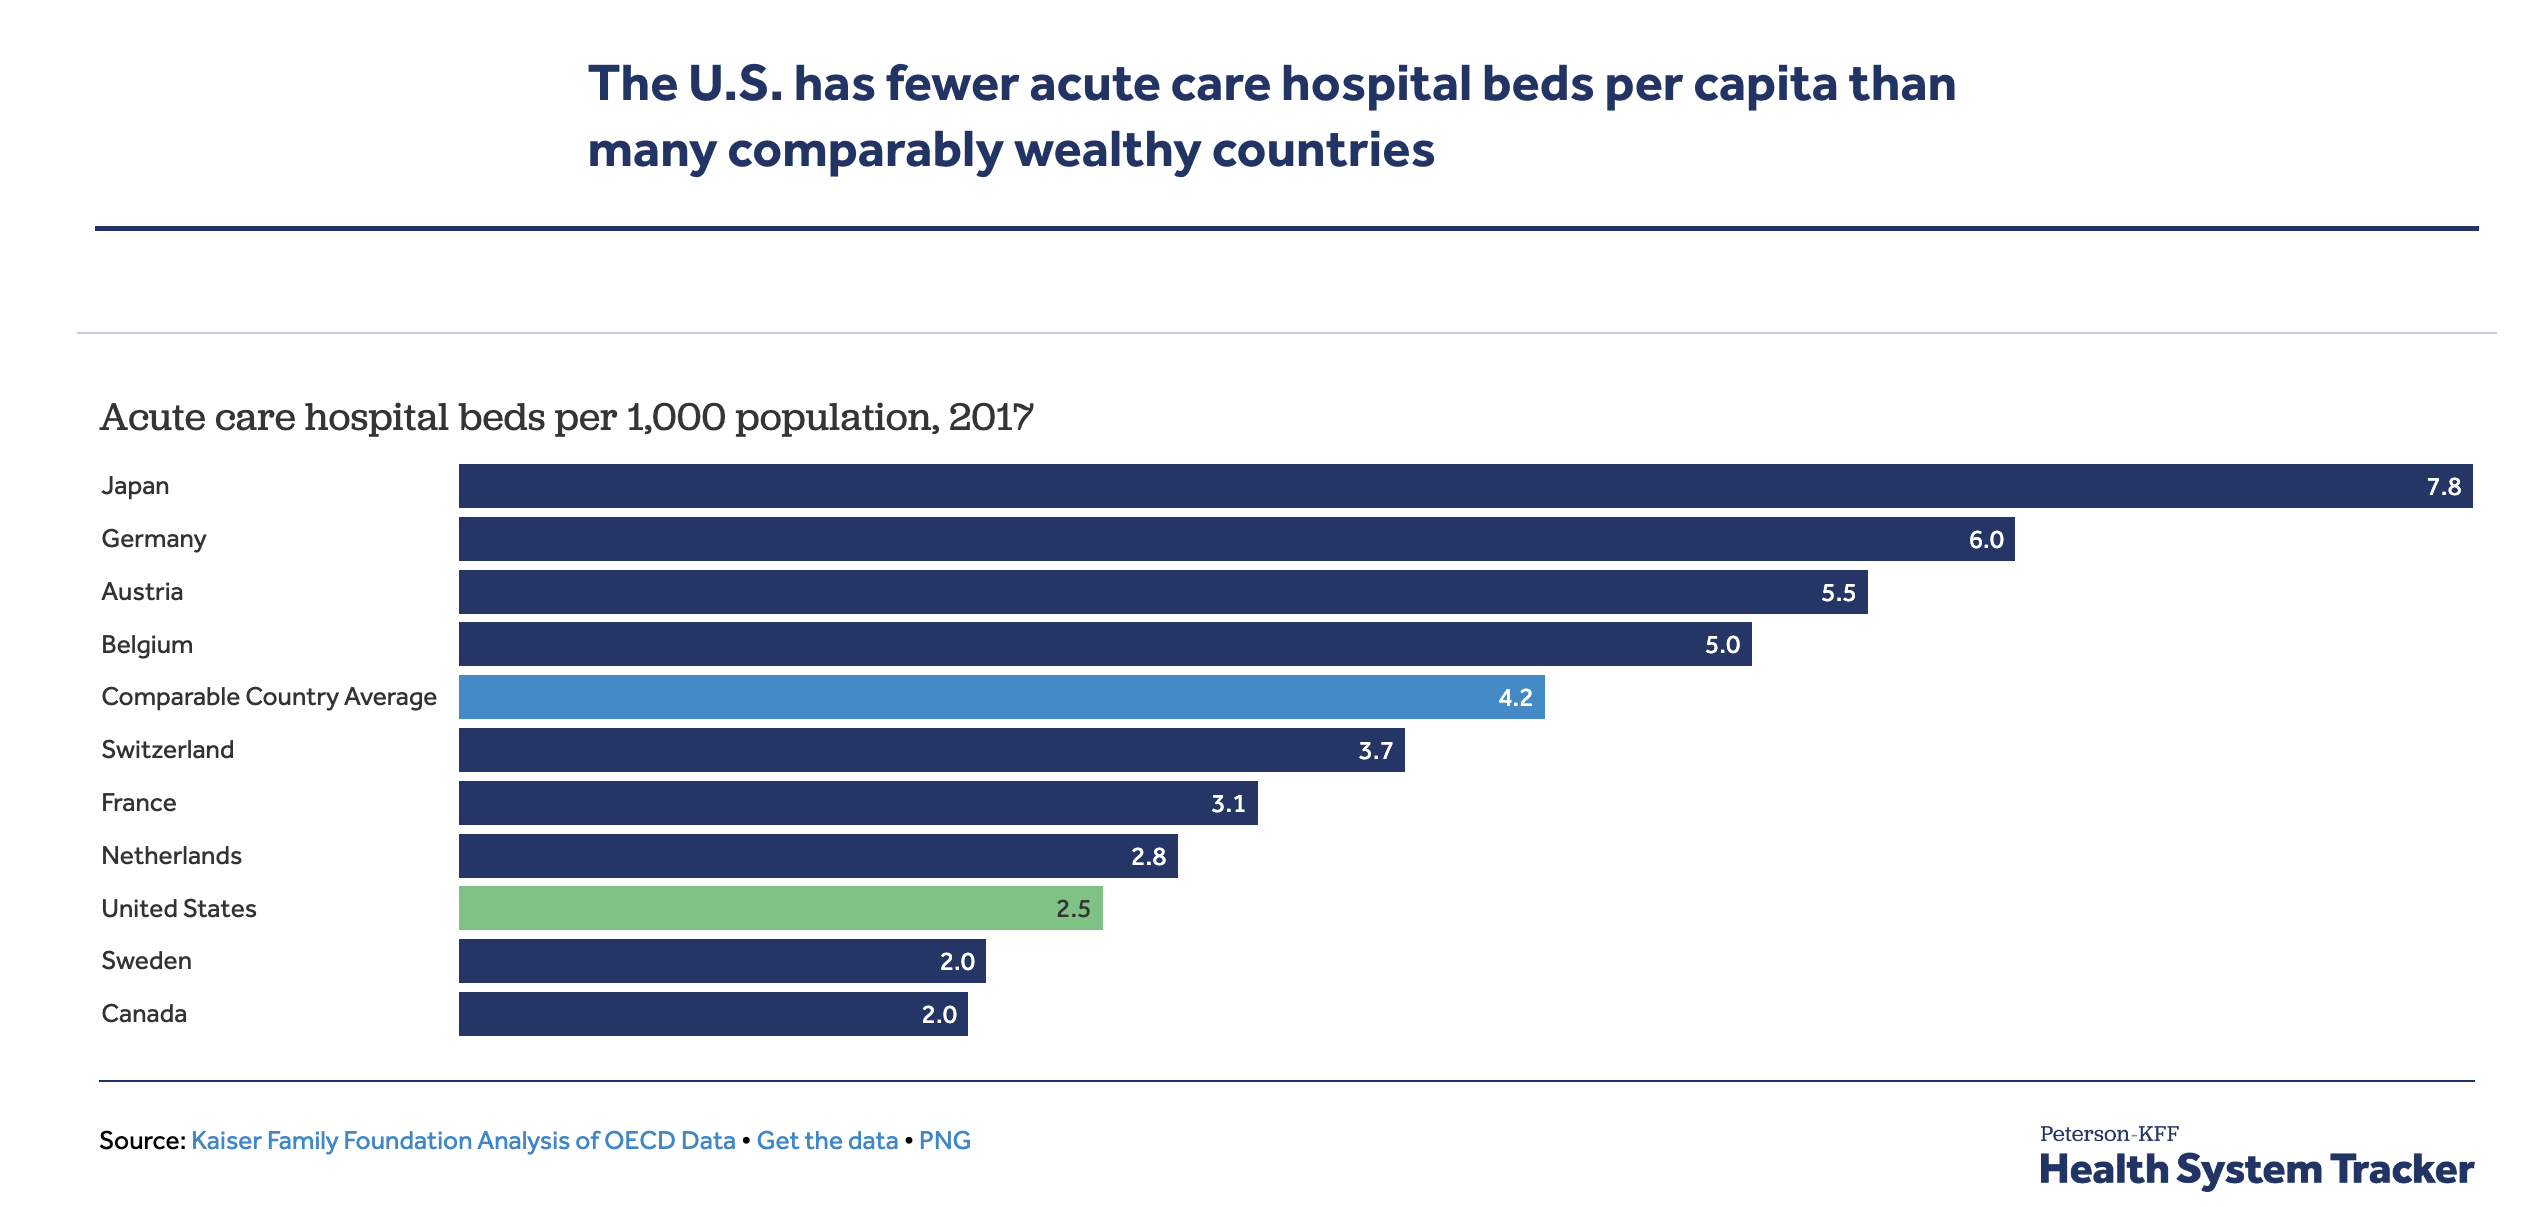 The U.S. has fewer acute care hospital beds per capita than
many comparably wealthy countries
Acute care hospital beds per 1,000 population, 2017
Japan 7.8
Germany 6.0
Austria 5.5
Belgium 5.0
Comparable Country Average 4.2
Switzerland 3.7
France 3.1
Netherlands 2.8
United States 2.5
Sweden 2.0
Canada 2.0
Source: Kaiser Family Foundation Analysis of OECD Data • Get the data • PNG
Peterson-KFF
Health System Tracker